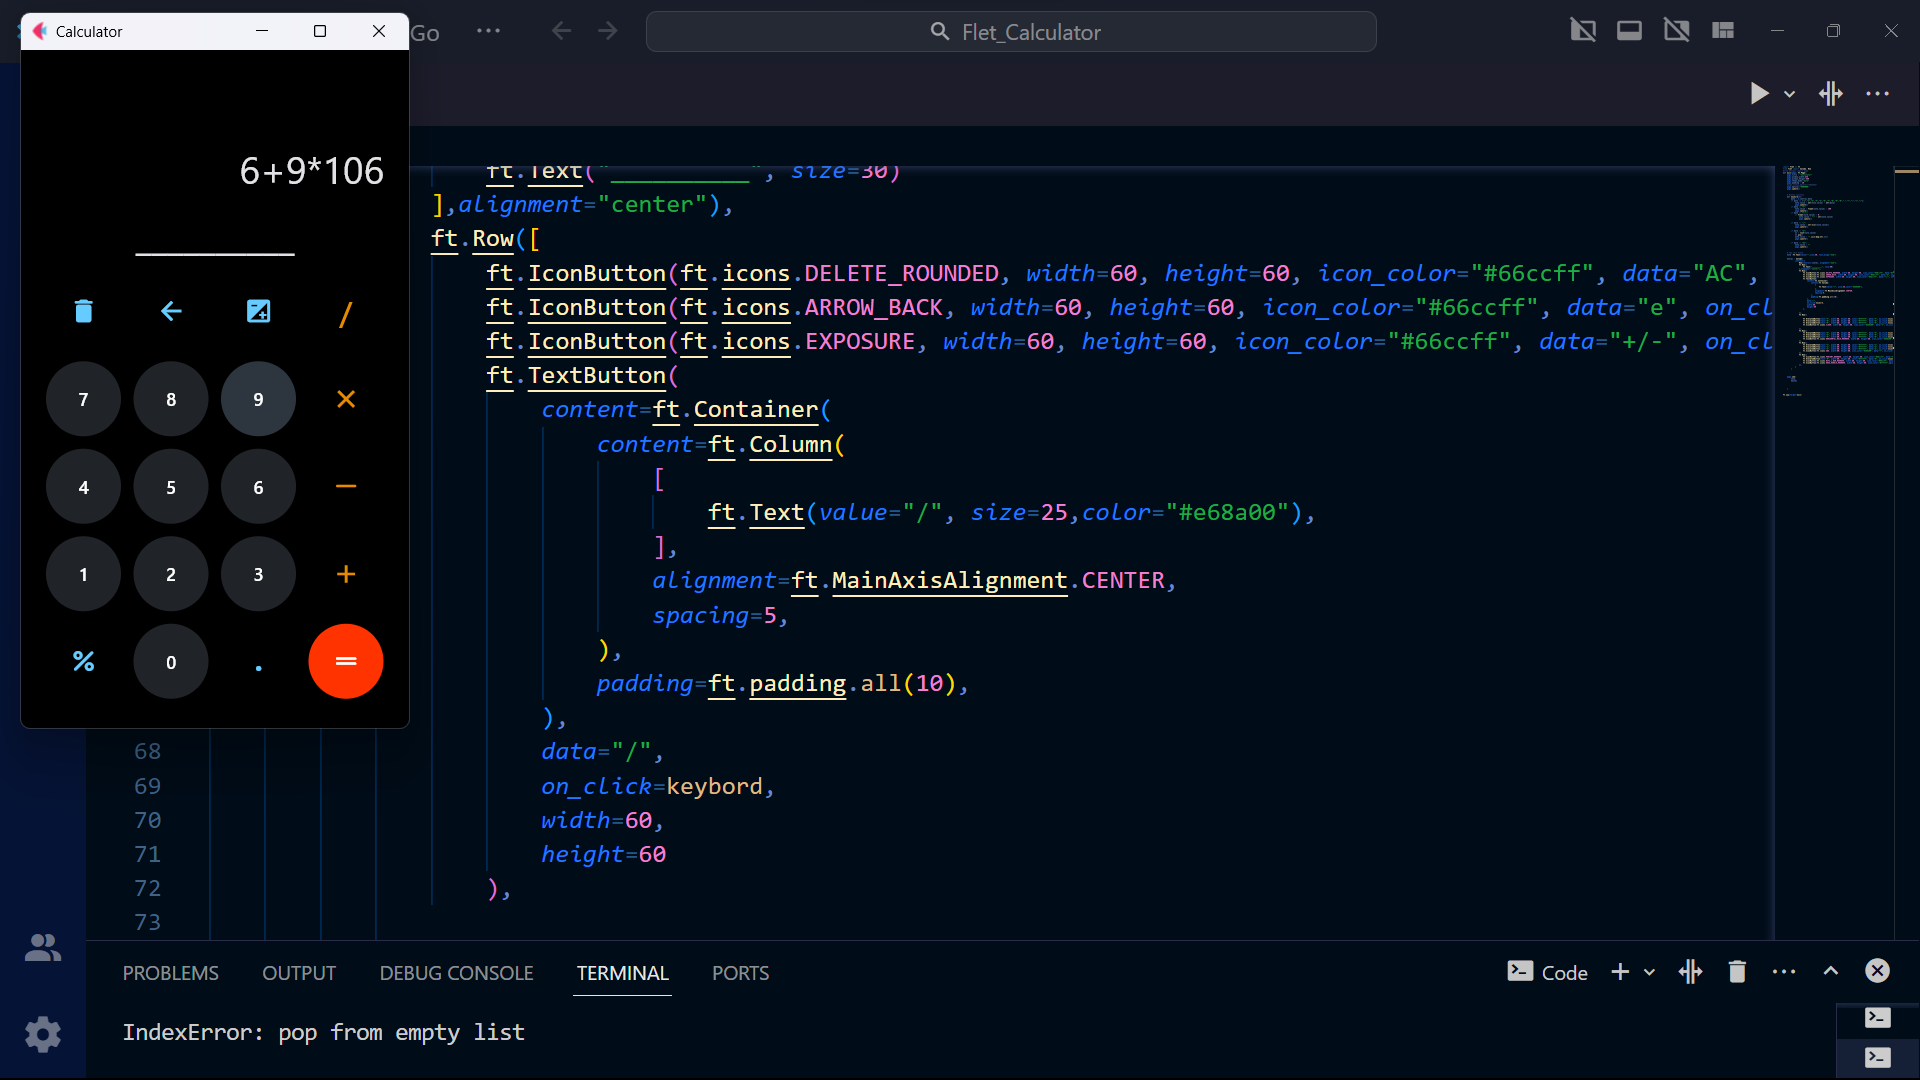 Calculator
Go
Flet_Calculator
6+9*106
/
7
8
9
×
4
5
6
−
1
2
3
+
%
0
.
=
ft.Text("__________", size=30)
],alignment="center"),
ft.Row([
ft.IconButton(ft.icons.DELETE_ROUNDED, width=60, height=60, icon_color="#66ccff", data="AC",
ft.IconButton(ft.icons.ARROW_BACK, width=60, height=60, icon_color="#66ccff", data="e", on_cl
ft.IconButton(ft.icons.EXPOSURE, width=60, height=60, icon_color="#66ccff", data="+/-", on_cl
ft.TextButton(
content=ft.Container(
content=ft.Column(
[
ft.Text(value="/", size=25,color="#e68a00"),
],
alignment=ft.MainAxisAlignment.CENTER,
spacing=5,
),
padding=ft.padding.all(10),
),
68 data="/",
69 on_click=keybord,
70 width=60,
71 height=60
72 ),
73
PROBLEMS OUTPUT DEBUG CONSOLE TERMINAL PORTS
Code
IndexError: pop from empty list